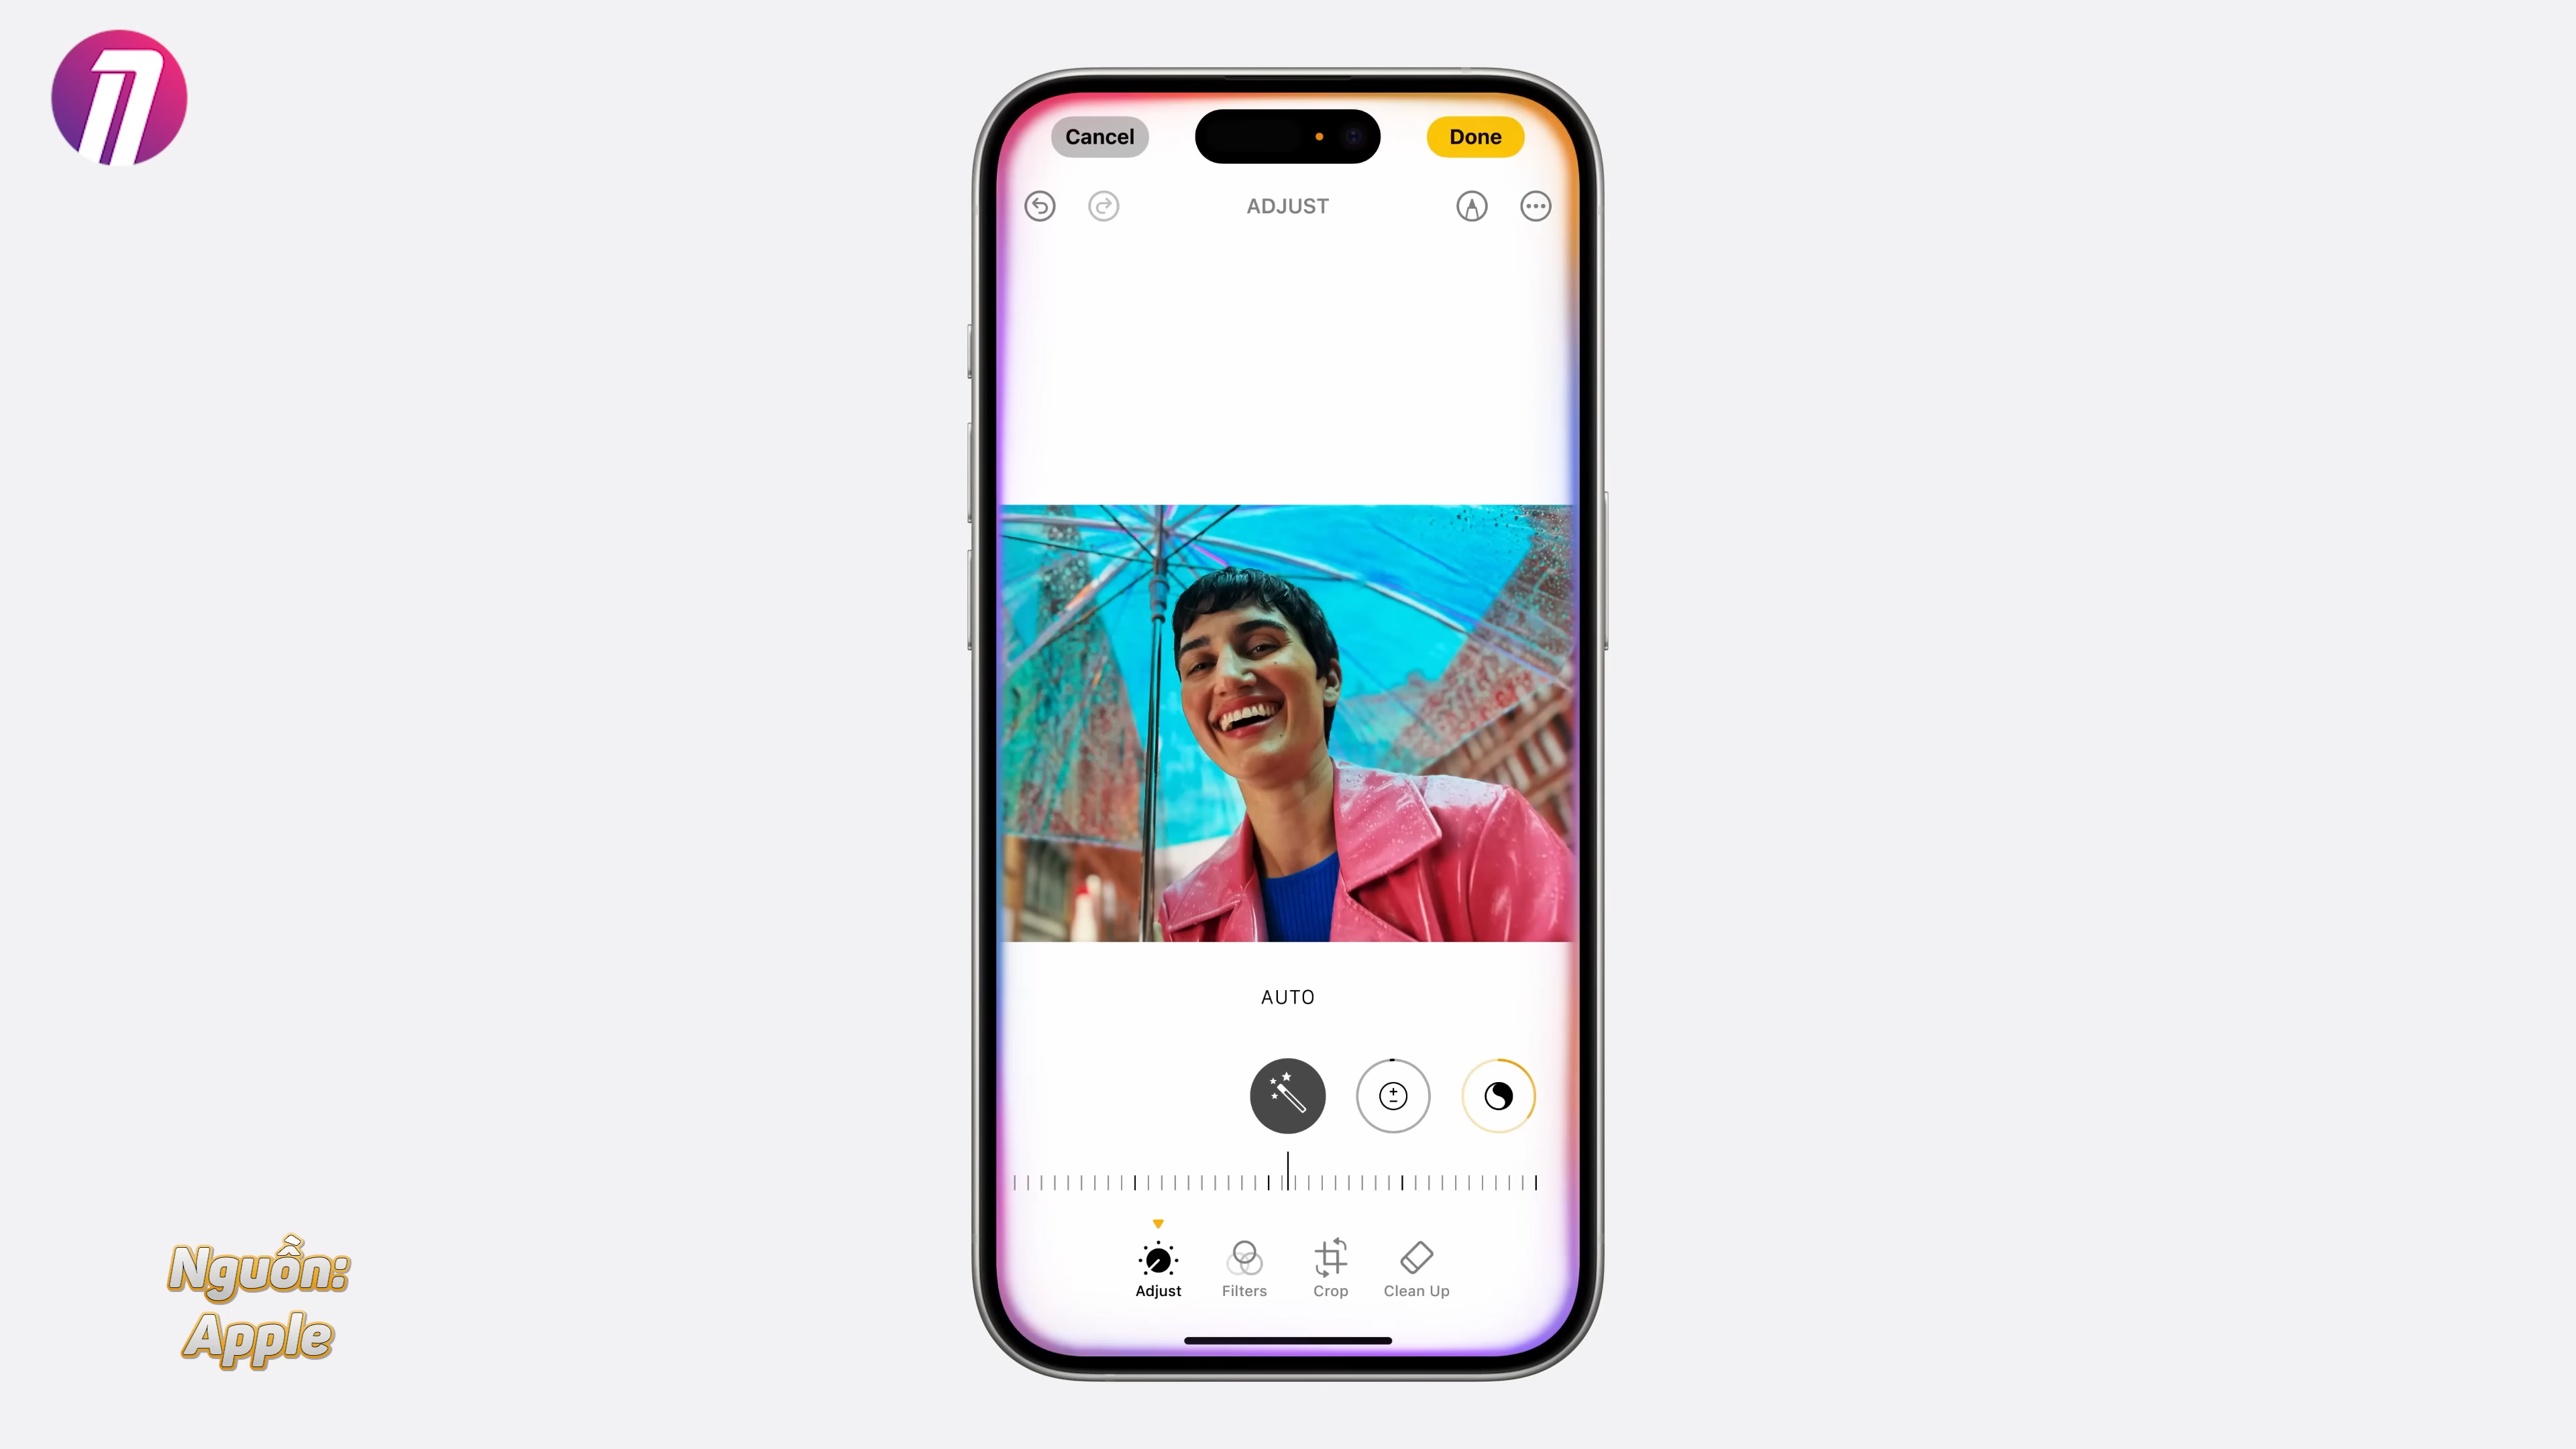 Cancel
Done
ADJUST
AUTO
Adjust
Filters
Crop
Clean Up
Nguồn:
Apple